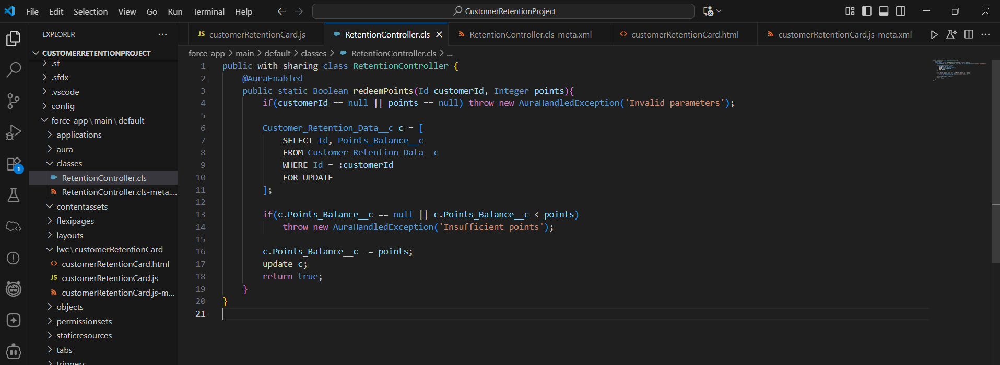 File Edit Selection View Go Run Terminal Help CustomerRetentionProject
EXPLORER
customerRetentionCard.js RetentionController.cls RetentionController.cls-meta.xml customerRetentionCard.html customerRetentionCard.js-meta.xml
JS
CUSTOMERRETENTIONPROJECT
.sf
.sfdx
.vscode
config
force-app\main\default
applications
aura
classes
RetentionController.cls
RetentionController.cls-meta....
contentassets
flexipages
layouts
lwc\customerRetentionCard
<> customerRetentionCard.html
JS customerRetentionCard.js
customerRetentionCard.js-m...
objects
permissionsets
staticresources
tabs
triggers
1
force-app > main > default > classes > RetentionController.cls > ...
1 public with sharing class RetentionController {
2 @AuraEnabled
3 public static Boolean redeemPoints(Id customerId, Integer points){
4 if(customerId == null || points == null) throw new AuraHandledException('Invalid parameters');
5
6 Customer_Retention_Data__c c = [
7 SELECT Id, Points_Balance__c
8 FROM Customer_Retention_Data__c
9 WHERE Id = :customerId
10 FOR UPDATE
11 ];
12
13 if(c.Points_Balance__c == null || c.Points_Balance__c < points)
14 throw new AuraHandledException('Insufficient points');
15
16 c.Points_Balance__c -= points;
17 update c;
18 return true;
19 }
20 }
21